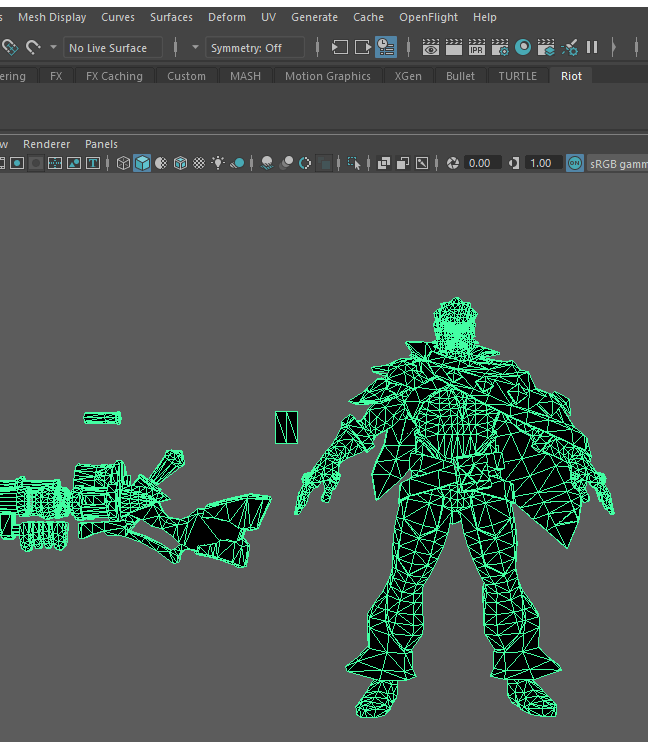 Mesh Display Curves Surfaces Deform UV Generate Cache OpenFlight Help
No Live Surface Symmetry: Off IPR
ering FX FX Caching Custom MASH Motion Graphics XGen Bullet TURTLE Riot
w Renderer Panels
T 0.00 1.00 ON sRGB gamm